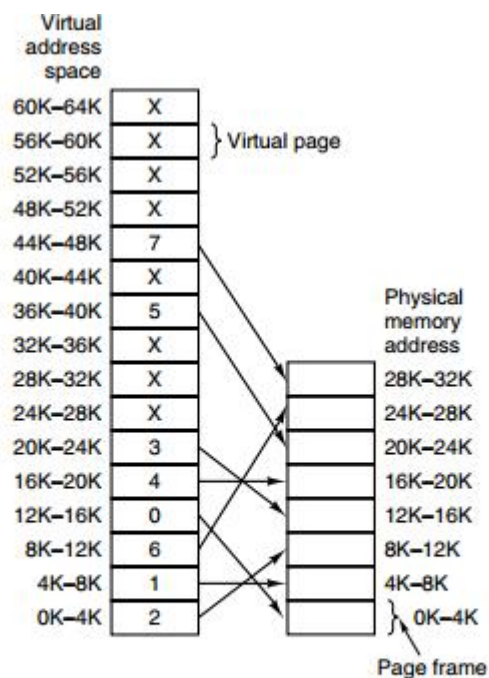 Virtual
address
space
60K–64K X
56K–60K X Virtual page
52K–56K X
48K–52K X
44K–48K 7
40K–44K X
36K–40K 5
32K–36K X
28K–32K X
24K–28K X
20K–24K 3
16K–20K 4
12K–16K 0
8K–12K 6
4K–8K 1
0K–4K 2
Physical
memory
address
28K–32K
24K–28K
20K–24K
16K–20K
12K–16K
8K–12K
4K–8K
0K–4K
Page frame